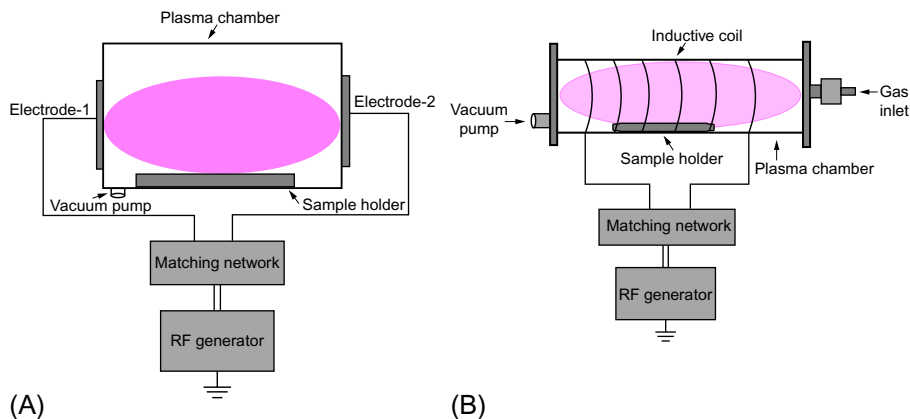 Plasma chamber
Electrode-1
Electrode-2
Vacuum pump
Sample holder
Matching network
RF generator
(A)
Inductive coil
Vacuum
pump
Gas
inlet
Sample holder
Plasma chamber
Matching network
RF generator
(B)